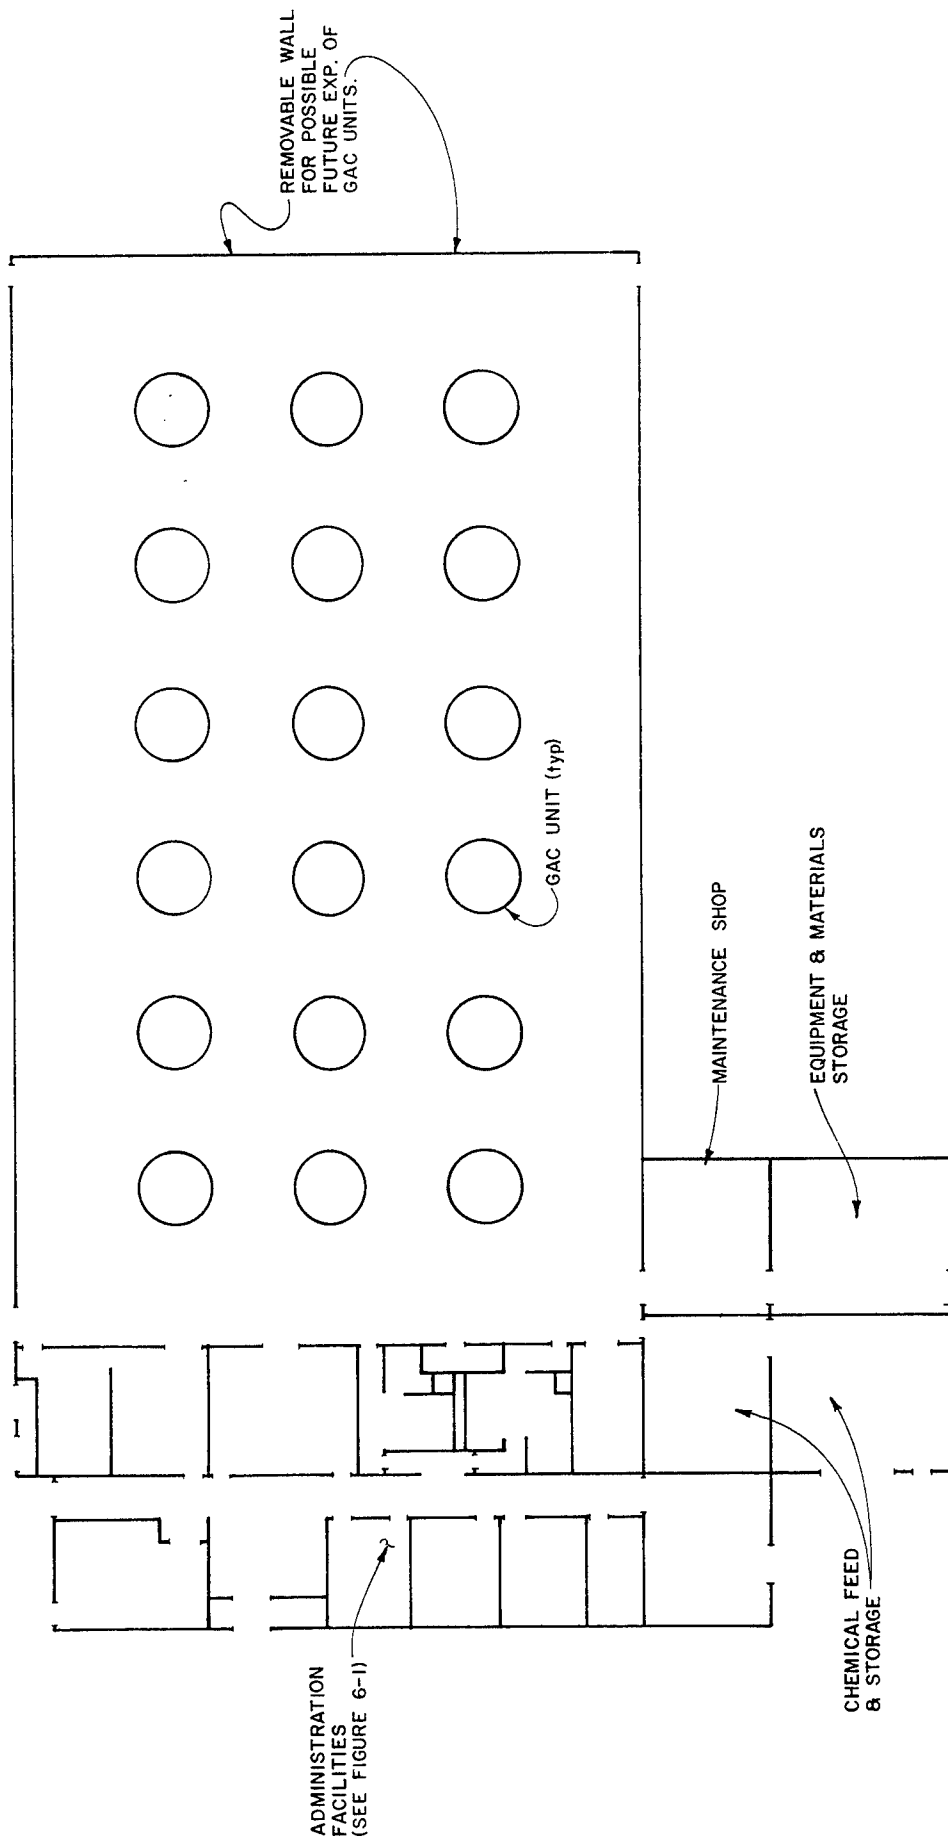 REMOVABLE WALL
FOR POSSIBLE
FUTURE EXP. OF
GAC UNITS.
GAC UNIT (typ)
MAINTENANCE SHOP
EQUIPMENT & MATERIALS
STORAGE
ADMINISTRATION
FACILITIES
(SEE FIGURE 6-1)
CHEMICAL FEED
& STORAGE